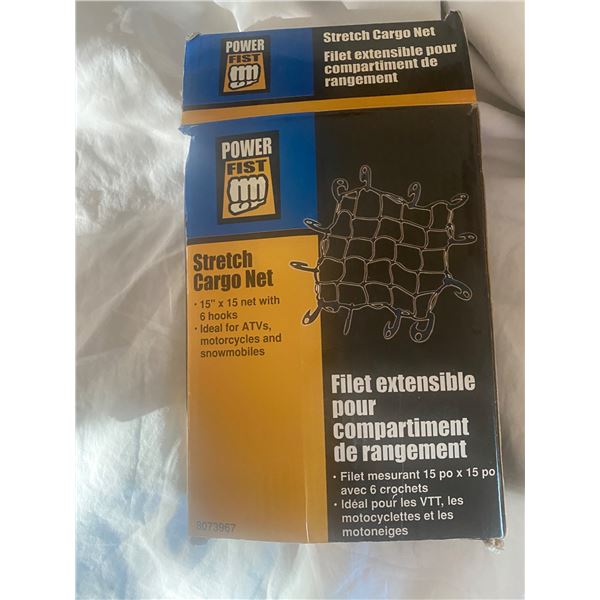 POWER
FIST
Stretch Cargo Net
Filet extensible pour
compartiment de
rangement
POWER
FIST
Stretch
Cargo Net
• 15" x 15 net with
6 hooks
• Ideal for ATVs,
motorcycles and
snowmobiles
Filet extensible
pour
compartiment
de rangement
• Filet mesurant 15 po x 15 po
avec 6 crochets
• Idéal pour les VTT, les
motocyclettes et les
motoneiges
8073967